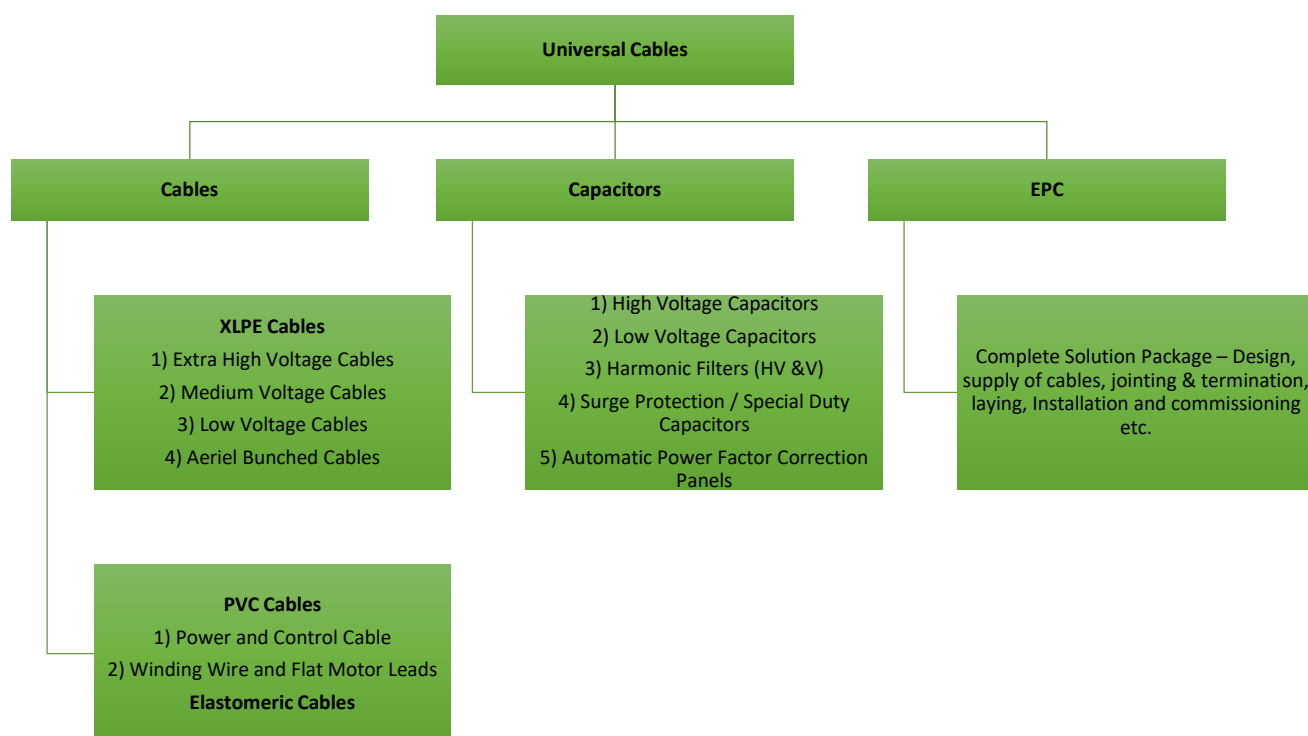 Universal Cables
Cables
Capacitors
EPC
XLPE Cables
1) Extra High Voltage Cables
2) Medium Voltage Cables
3) Low Voltage Cables
4) Aeriel Bunched Cables
1) High Voltage Capacitors
2) Low Voltage Capacitors
3) Harmonic Filters (HV &V)
4) Surge Protection / Special Duty
Capacitors
5) Automatic Power Factor Correction
Panels
Complete Solution Package – Design,
supply of cables, jointing & termination,
laying, Installation and commissioning
etc.
PVC Cables
1) Power and Control Cable
2) Winding Wire and Flat Motor Leads
Elastomeric Cables